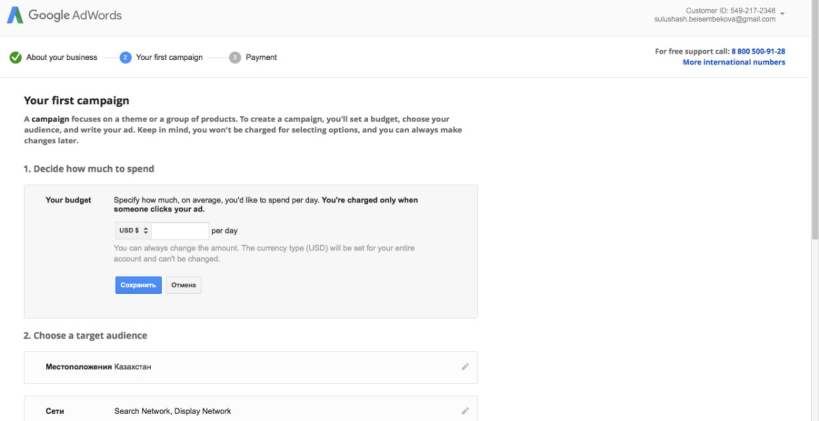 Google AdWords
Customer ID: 549-217-2348
sulushash.beisembekova@gmail.com
About your business
2 Your first campaign
3 Payment
For free support call: 8 800 500-91-28
More international numbers
Your first campaign
A campaign focuses on a theme or a group of products. To create a campaign, you'll set a budget, choose your
audience, and write your ad. Keep in mind, you won't be charged for selecting options, and you can always make
changes later.
1. Decide how much to spend
Your budget
Specify how much, on average, you'd like to spend per day. You're charged only when
someone clicks your ad.
USD $ per day
You can always change the amount. The currency type (USD) will be set for your entire
account and can't be changed.
Сохранить Отмена
2. Choose a target audience
Местоположения Казахстан
Сети Search Network, Display Network